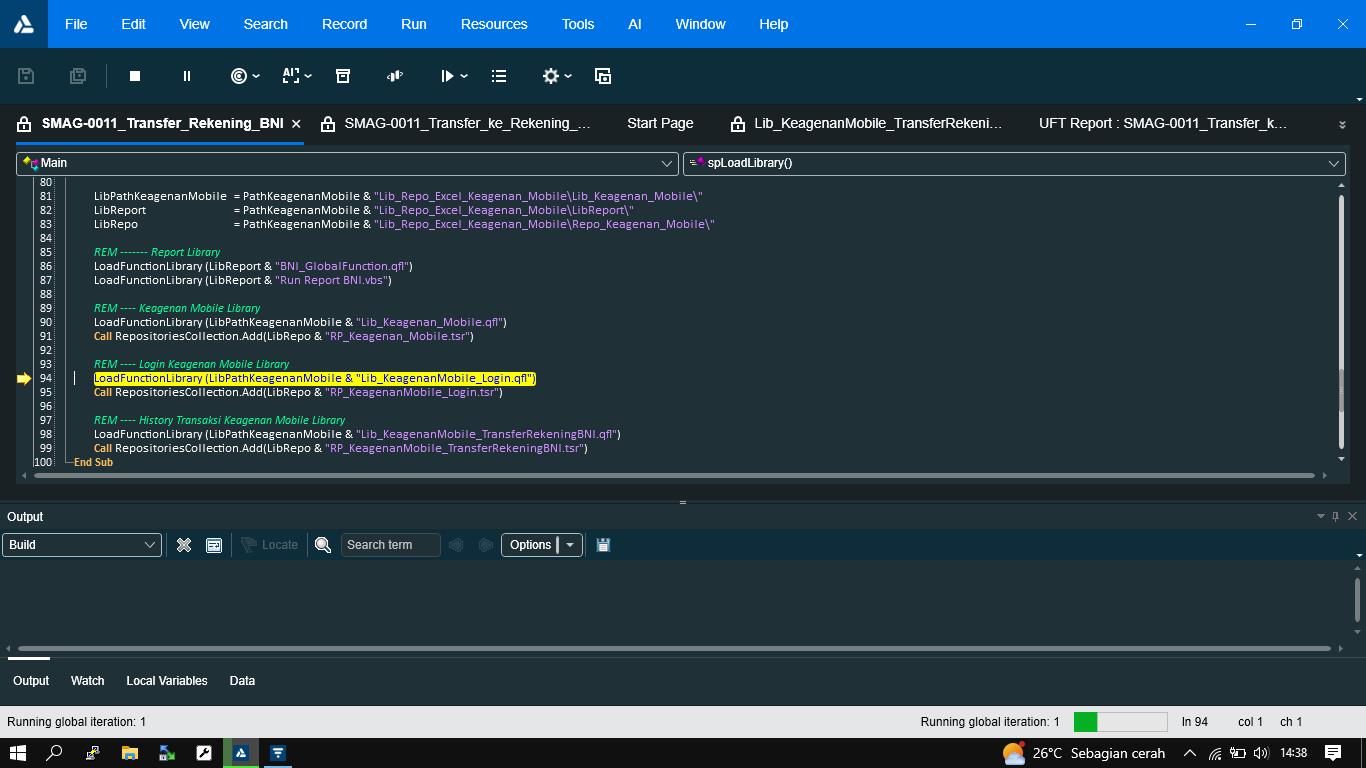 File Edit View Search Record Run Resources Tools AI Window Help
SMAG-0011_Transfer_Rekening_BNI SMAG-0011_Transfer_ke_Rekening_... Start Page Lib_KeagenanMobile_TransferRekeni... UFT Report : SMAG-0011_Transfer_k...
Main spLoadLibrary()
80
81 LibPathKeagenanMobile = PathKeagenanMobile & "Lib_Repo_Excel_Keagenan_Mobile\Lib_Keagenan_Mobile\"
82 LibReport = PathKeagenanMobile & "Lib_Repo_Excel_Keagenan_Mobile\LibReport\"
83 LibRepo = PathKeagenanMobile & "Lib_Repo_Excel_Keagenan_Mobile\Repo_Keagenan_Mobile\"
84
85 REM ------- Report Library
86 LoadFunctionLibrary (LibReport & "BNI_GlobalFunction.qfl")
87 LoadFunctionLibrary (LibReport & "Run Report BNI.vbs")
88
89 REM ---- Keagenan Mobile Library
90 LoadFunctionLibrary (LibPathKeagenanMobile & "Lib_Keagenan_Mobile.qfl")
91 Call RepositoriesCollection.Add(LibRepo & "RP_Keagenan_Mobile.tsr")
92
93 REM ---- Login Keagenan Mobile Library
94 LoadFunctionLibrary (LibPathKeagenanMobile & "Lib_KeagenanMobile_Login.qfl")
95 Call RepositoriesCollection.Add(LibRepo & "RP_KeagenanMobile_Login.tsr")
96
97 REM ---- History Transaksi Keagenan Mobile Library
98 LoadFunctionLibrary (LibPathKeagenanMobile & "Lib_KeagenanMobile_TransferRekeningBNI.qfl")
99 Call RepositoriesCollection.Add(LibRepo & "RP_KeagenanMobile_TransferRekeningBNI.tsr")
100 End Sub
Output
Build Locate Search term Options
Output Watch Local Variables Data
Running global iteration: 1 Running global iteration: 1 ln 94 col 1 ch 1
26°C Sebagian cerah 14:38